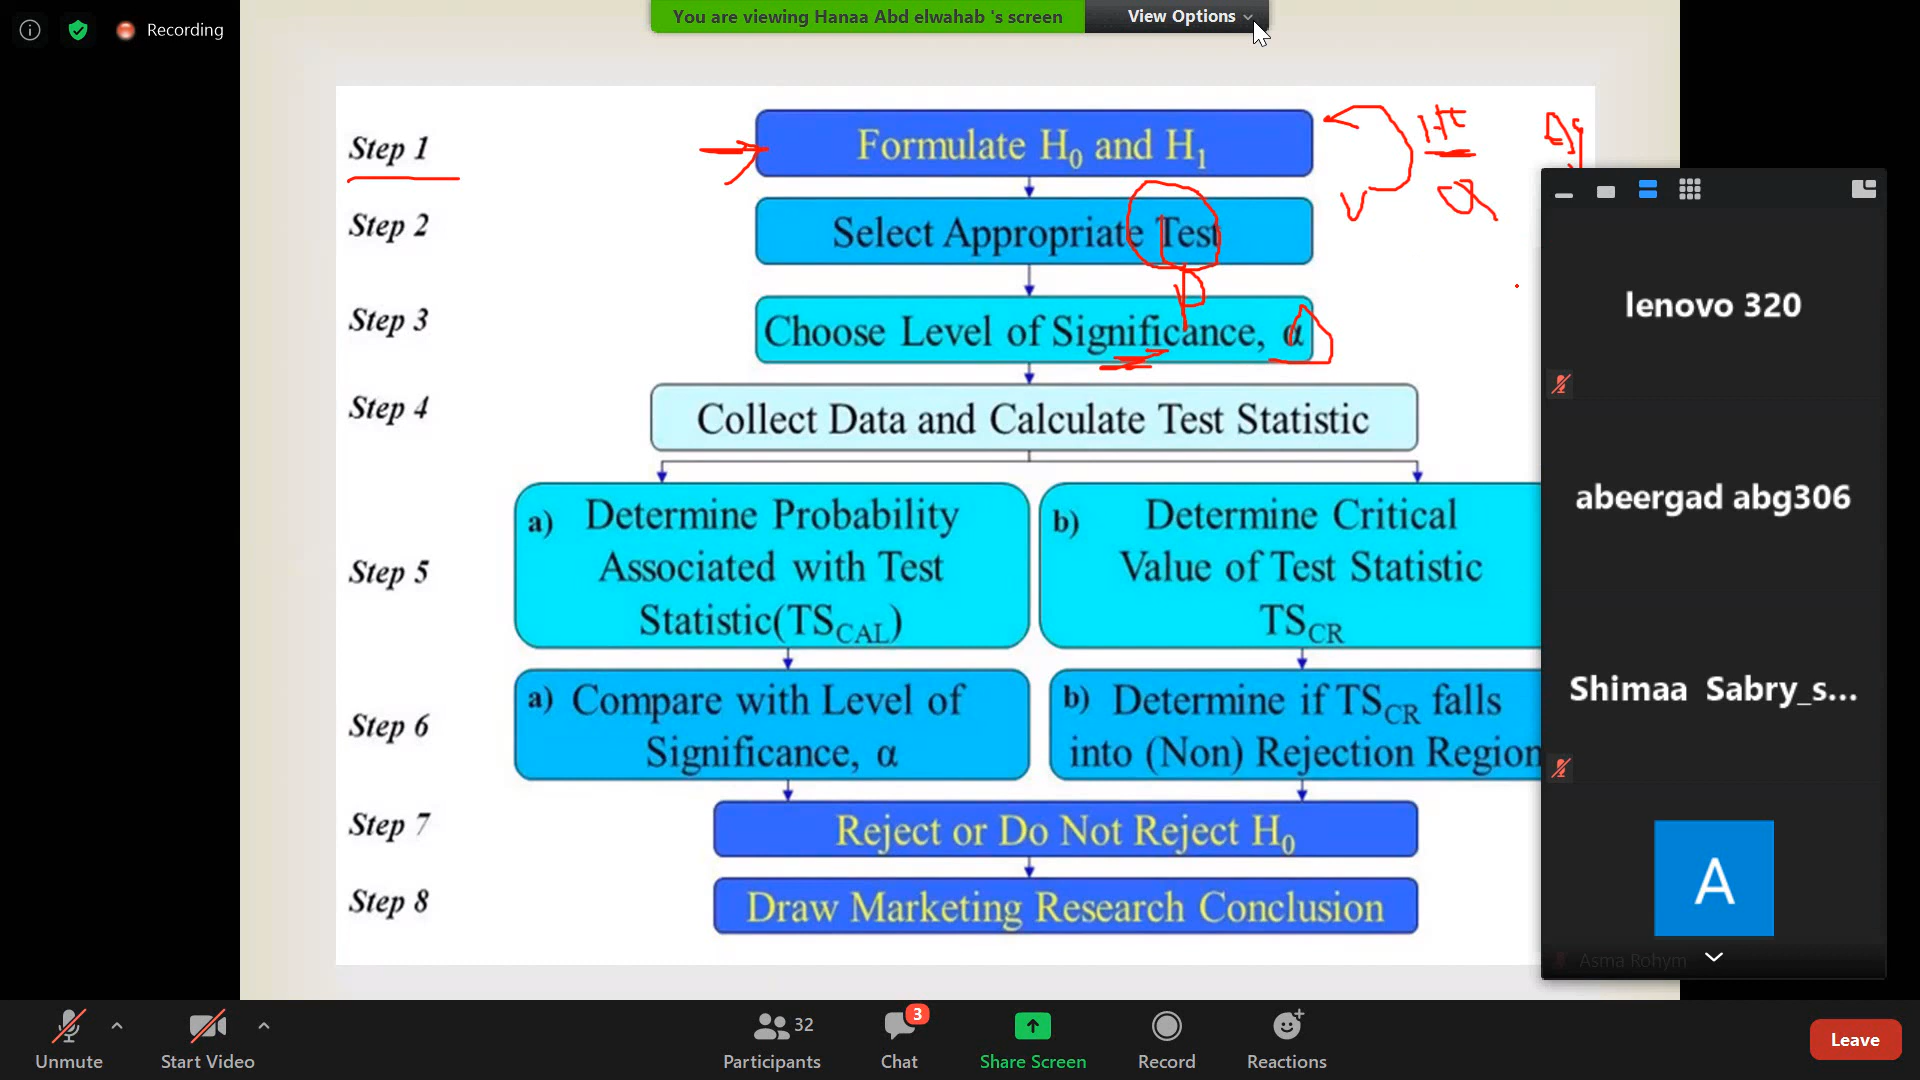 You are viewing Hanaa Abd elwahab 's screen
View Options
Recording
Step 1
Formulate H0 and H1
Step 2
Select Appropriate Test
P
Step 3
Choose Level of Significance, α
Step 4
Collect Data and Calculate Test Statistic
Step 5
a) Determine Probability
Associated with Test
Statistic(TSCAL)
b) Determine Critical
Value of Test Statistic
TSCR
Step 6
a) Compare with Level of
Significance, α
b) Determine if TSCR falls
into (Non) Rejection Region
Step 7
Reject or Do Not Reject H0
Step 8
Draw Marketing Research Conclusion
lenovo 320
abeergad abg306
Shimaa Sabry_s...
A
Asma Rohym
Unmute
Start Video
32
Participants
3
Chat
Share Screen
Record
Reactions
Leave